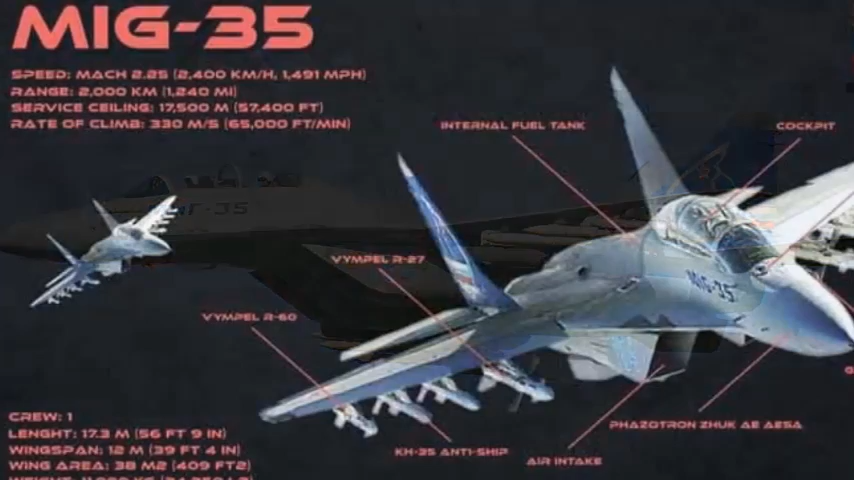 MIG-35
SPEED: MACH 2.25 (2,400 KM/H, 1,491 MPH)
RANGE: 2,000 KM (1,240 MI)
SERVICE CEILING: 17,500 M (57,400 FT)
RATE OF CLIMB: 330 M/S (65,000 FT/MIN)
INTERNAL FUEL TANK
COCKPIT
-35
VYMPEL R-27
MIG-35
VYMPEL R-60
CREW: 1
LENGHT: 17.3 M (56 FT 9 IN)
WINGSPAN: 12 M (39 FT 4 IN)
WING AREA: 38 M2 (409 FT2)
PHAZOTRON ZHUK AE AESA
KH-35 ANTI-SHIP
AIR INTAKE